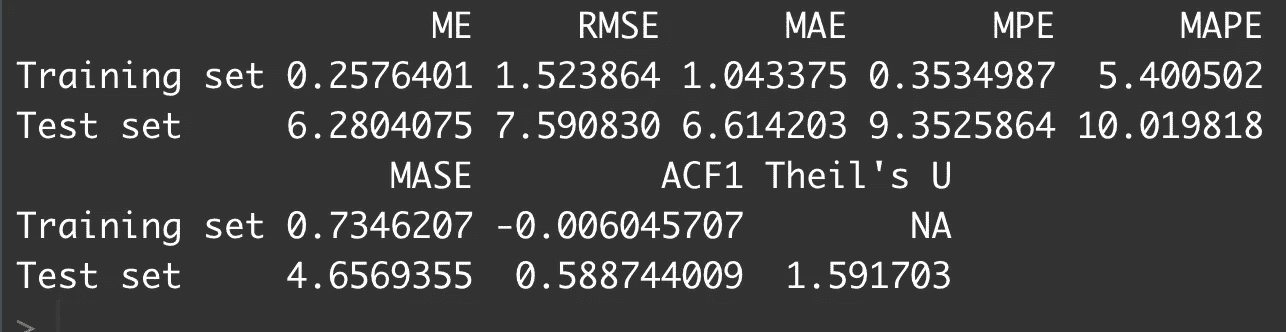 ME RMSE MAE MPE MAPE
Training set 0.2576401 1.523864 1.043375 0.3534987 5.400502
Test set 6.2804075 7.590830 6.614203 9.3525864 10.019818
MASE ACF1 Theil's U
Training set 0.7346207 -0.006045707 NA
Test set 4.6569355 0.588744009 1.591703
>